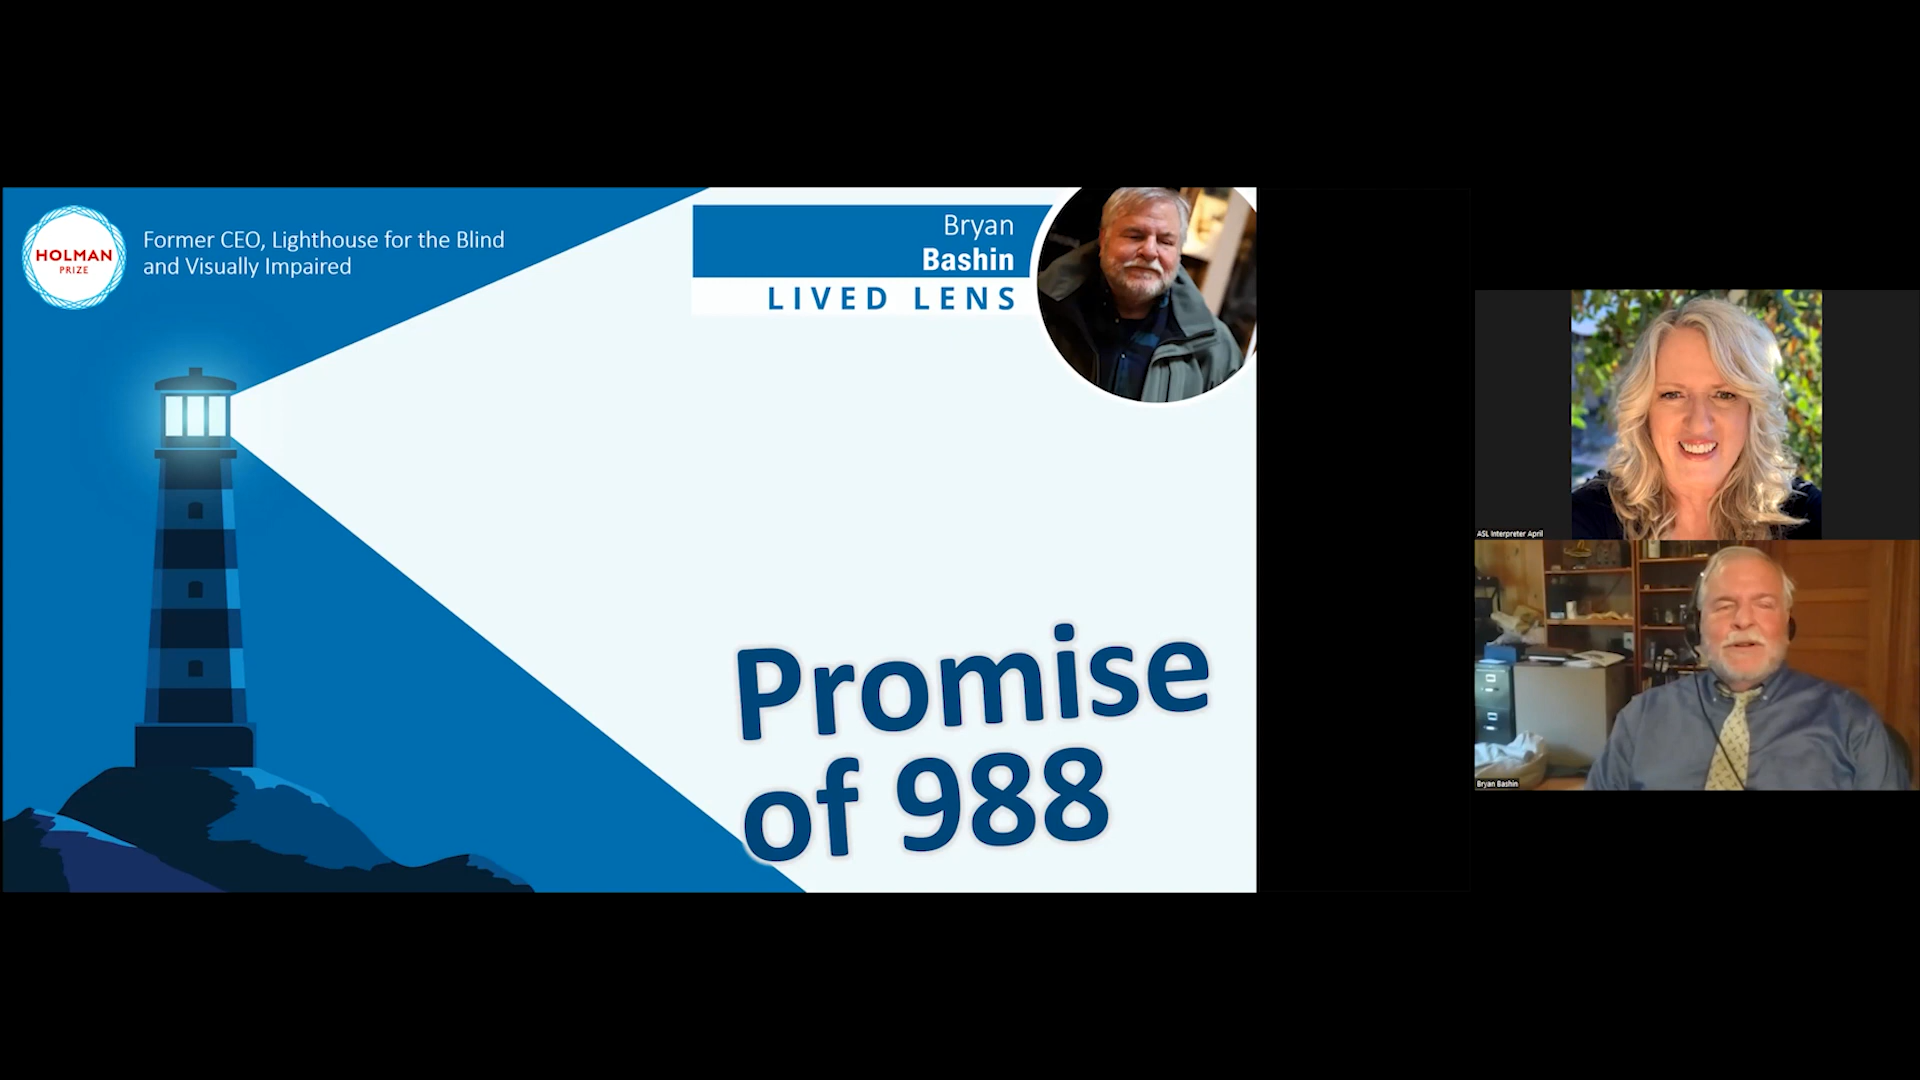 HOLMAN
PRIZE
Former CEO, Lighthouse for the Blind
and Visually Impaired
Bryan
Bashin
LIVED LENS
Promise
of 988
ASL Interpreter April
Bryan Bashin